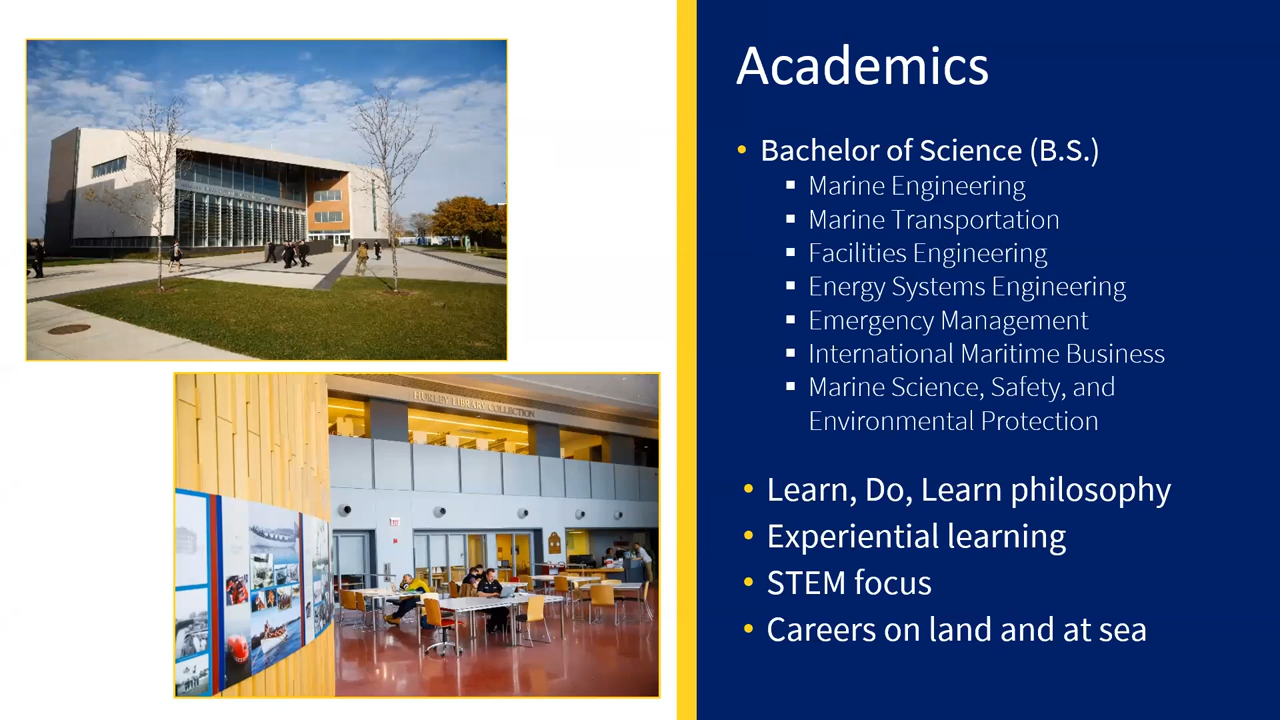 Academics
• Bachelor of Science (B.S.)
▪ Marine Engineering
▪ Marine Transportation
▪ Facilities Engineering
▪ Energy Systems Engineering
▪ Emergency Management
▪ International Maritime Business
▪ Marine Science, Safety, and
Environmental Protection
• Learn, Do, Learn philosophy
• Experiential learning
• STEM focus
• Careers on land and at sea
HURLEY LIBRARY COLLECTION